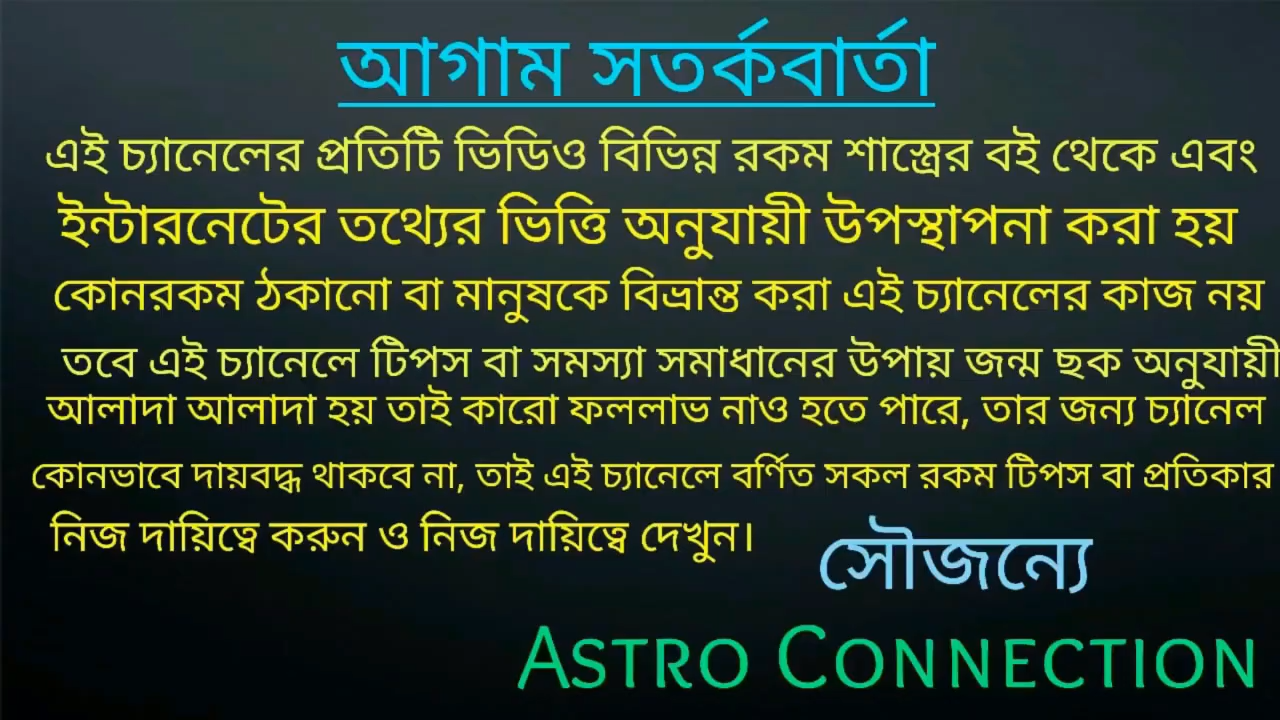 আগাম সতর্কবার্তা
এই চ্যানেলের প্রতিটি ভিডিও বিভিন্ন রকম শাস্ত্রের বই থেকে এবং
ইন্টারনেটের তথ্যের ভিত্তি অনুযায়ী উপস্থাপনা করা হয়
কোনরকম ঠকানো বা মানুষকে বিভ্রান্ত করা এই চ্যানেলের কাজ নয়
তবে এই চ্যানেলে টিপস বা সমস্যা সমাধানের উপায় জন্ম ছক অনুযায়ী
আলাদা আলাদা হয় তাই কারো ফললাভ নাও হতে পারে, তার জন্য চ্যানেল
কোনভাবে দায়বদ্ধ থাকবে না, তাই এই চ্যানেলে বর্ণিত সকল রকম টিপস বা প্রতিকার
নিজ দায়িত্বে করুন ও নিজ দায়িত্বে দেখুন।
সৌজন্যে
ASTRO CONNECTION